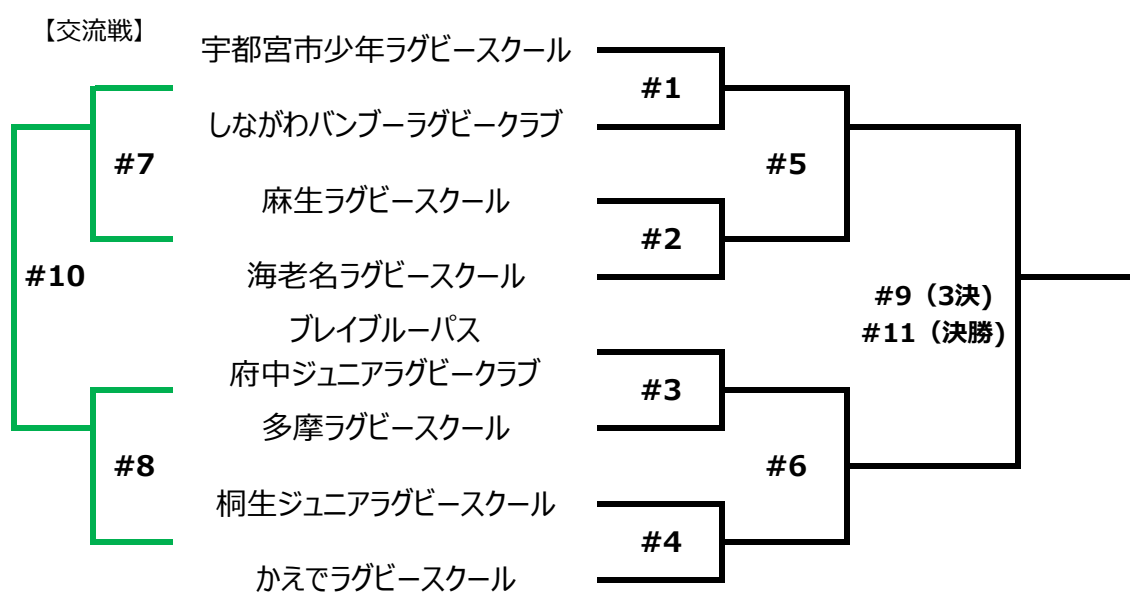 【交流戦】
宇都宮市少年ラグビースクール
#1
しながわバンブーラグビークラブ
#7
#5
麻生ラグビースクール
#2
海老名ラグビースクール
#10
#9（3決)
#11（決勝)
ブレイブルーパス
府中ジュニアラグビークラブ
#3
多摩ラグビースクール
#8
#6
桐生ジュニアラグビースクール
#4
かえでラグビースクール